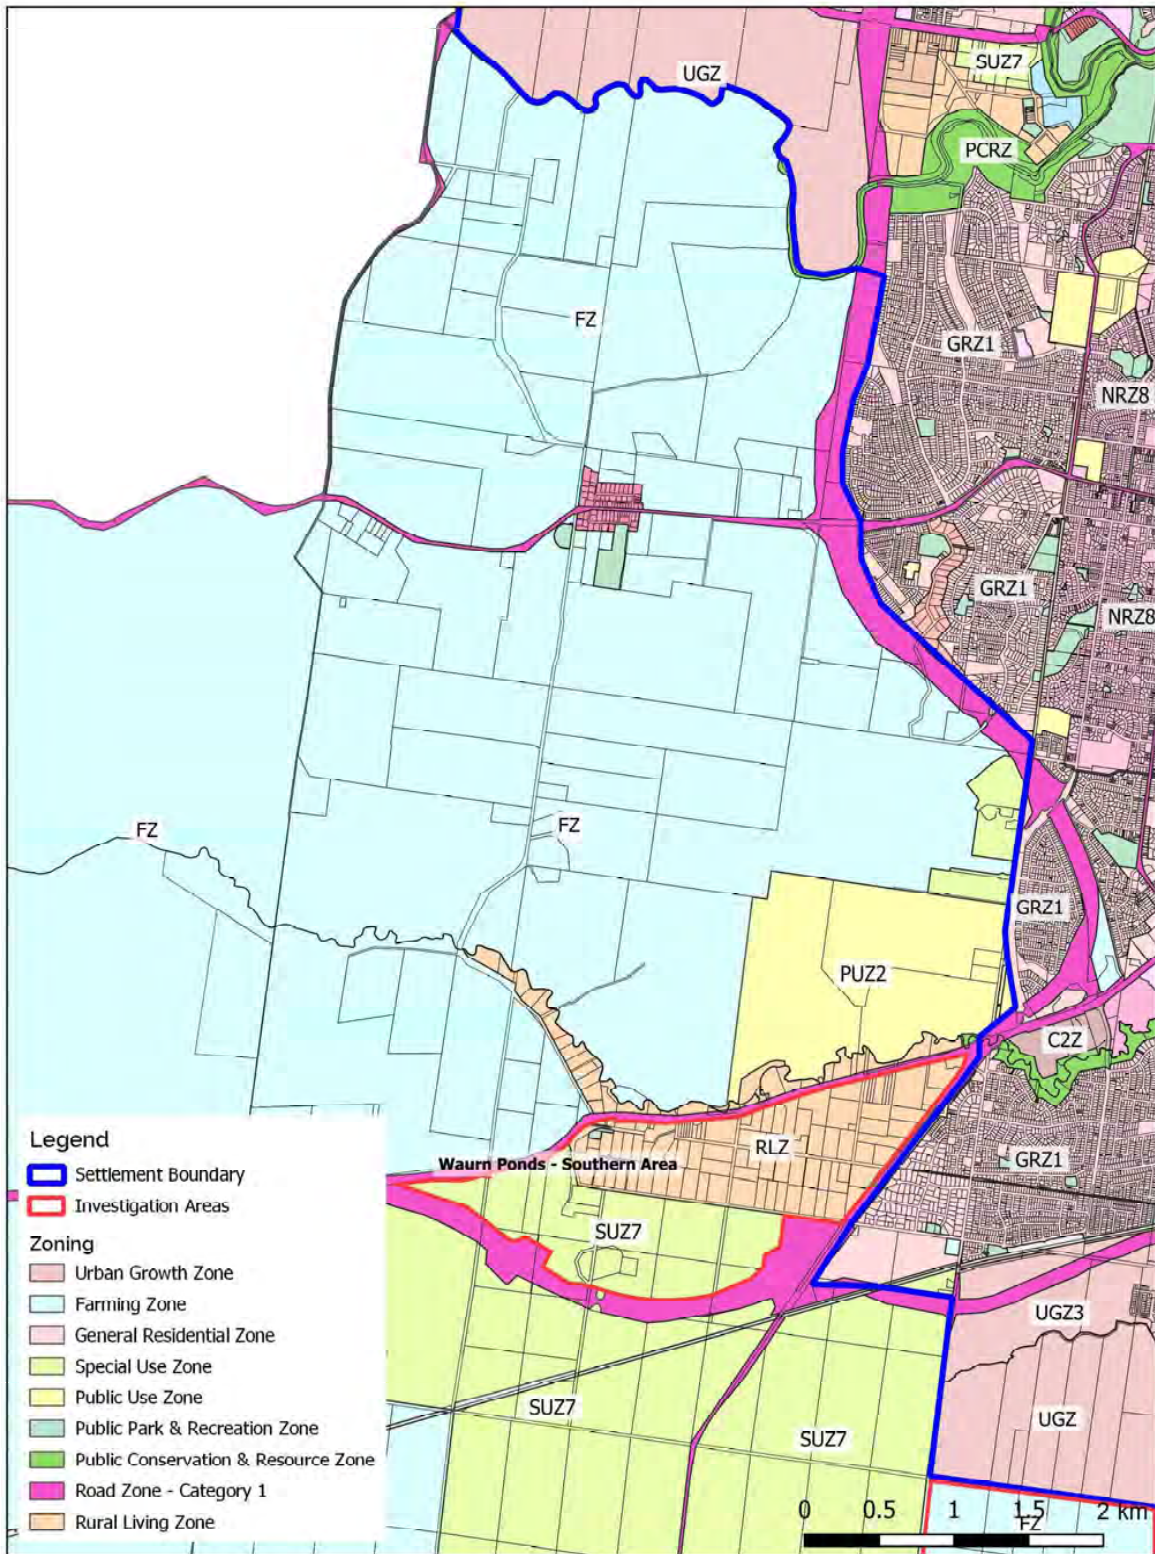 UGZ
SUZ7
PCRZ
FZ
GRZ1
NRZ8
GRZ1
NRZ8
FZ
FZ
GRZ1
PUZ2
C2Z
RLZ
GRZ1
Waurn Ponds - Southern Area
SUZ7
UGZ3
SUZ7
UGZ
SUZ7
Legend
Settlement Boundary
Investigation Areas
Zoning
Urban Growth Zone
Farming Zone
General Residential Zone
Special Use Zone
Public Use Zone
Public Park & Recreation Zone
Public Conservation & Resource Zone
Road Zone - Category 1
Rural Living Zone
0 0.5 1 1.5 2 km
FZ